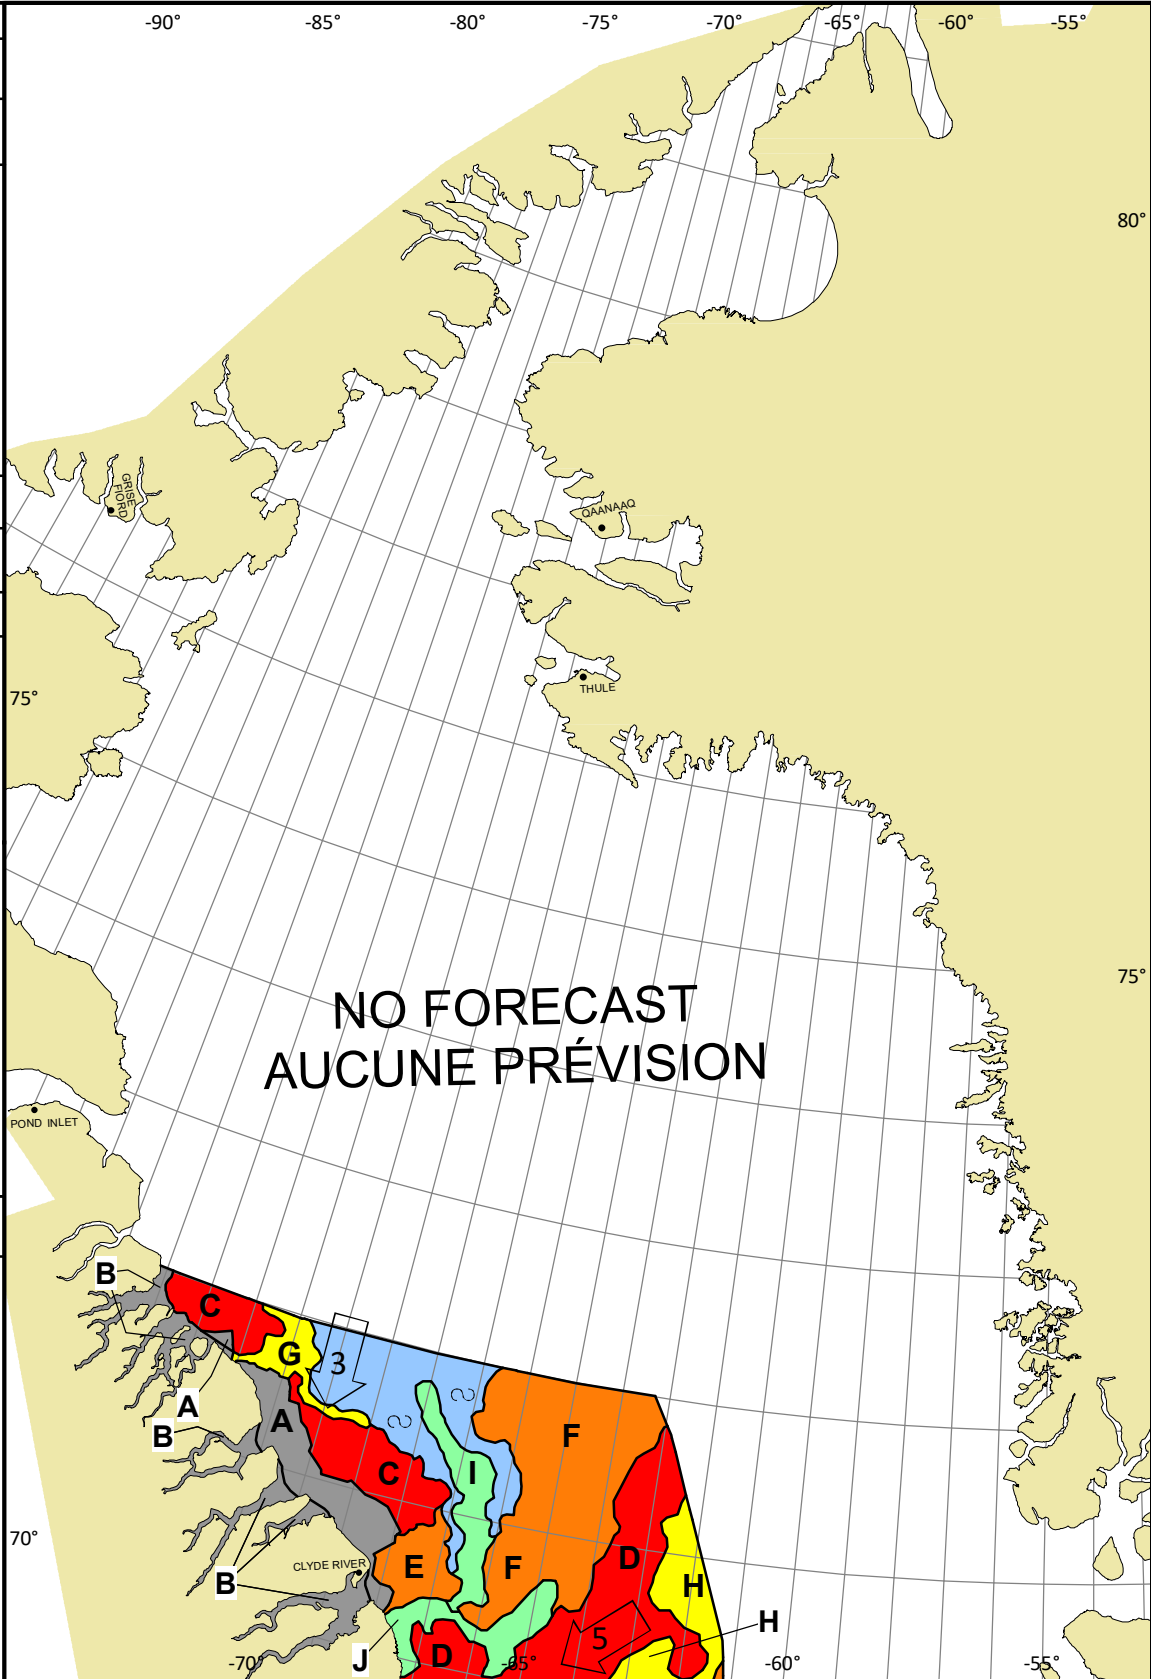 -90° -85° -80° -75° -70° -65° -60° -55°
80°
GRISE
FIORD
QAANAAQ
THULE
75°
75°
NO FORECAST
AUCUNE PRÉVISION
POND INLET
B
C
G
3
A
A
B
F
C
I
70°
CLYDE RIVER
E
F
D
B
H
H
J
D
5
-70° -65° -60° -55°